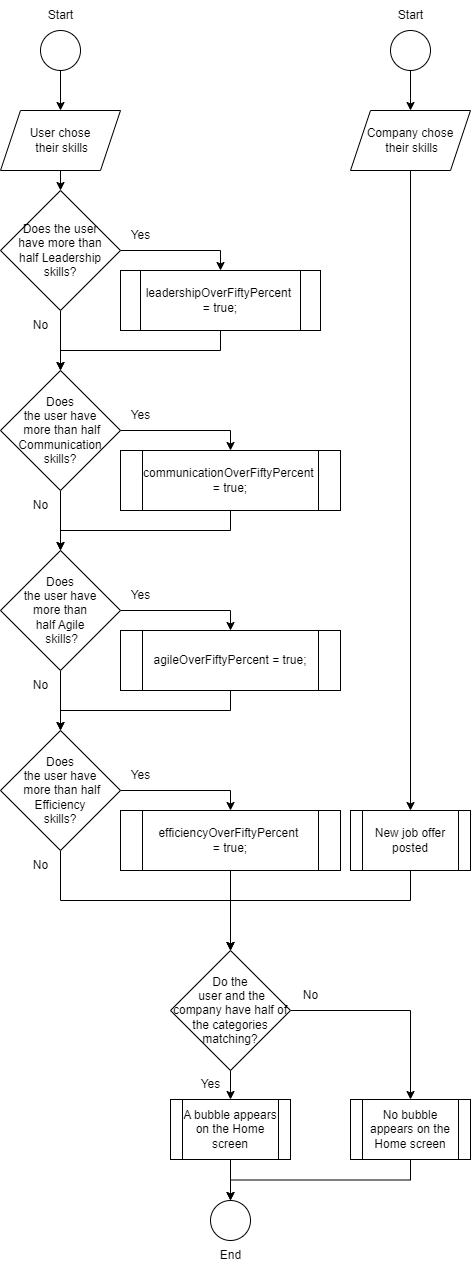 Start
Start
User chose
their skills
Company chose
their skills
Does the user
have more than
half Leadership
skills?
Yes
leadershipOverFiftyPercent
= true;
No
Does
the user have
more than half
Communication
skills?
Yes
communicationOverFiftyPercent
= true;
No
Does
the user have
more than
half Agile
skills?
Yes
agileOverFiftyPercent = true;
No
Does
the user have
more than half
Efficiency
skills?
Yes
efficiencyOverFiftyPercent
= true;
New job offer
posted
No
Do the
user and the
company have half of
the categories
matching?
No
Yes
A bubble appears
on the Home
screen
No bubble
appears on the
Home screen
End